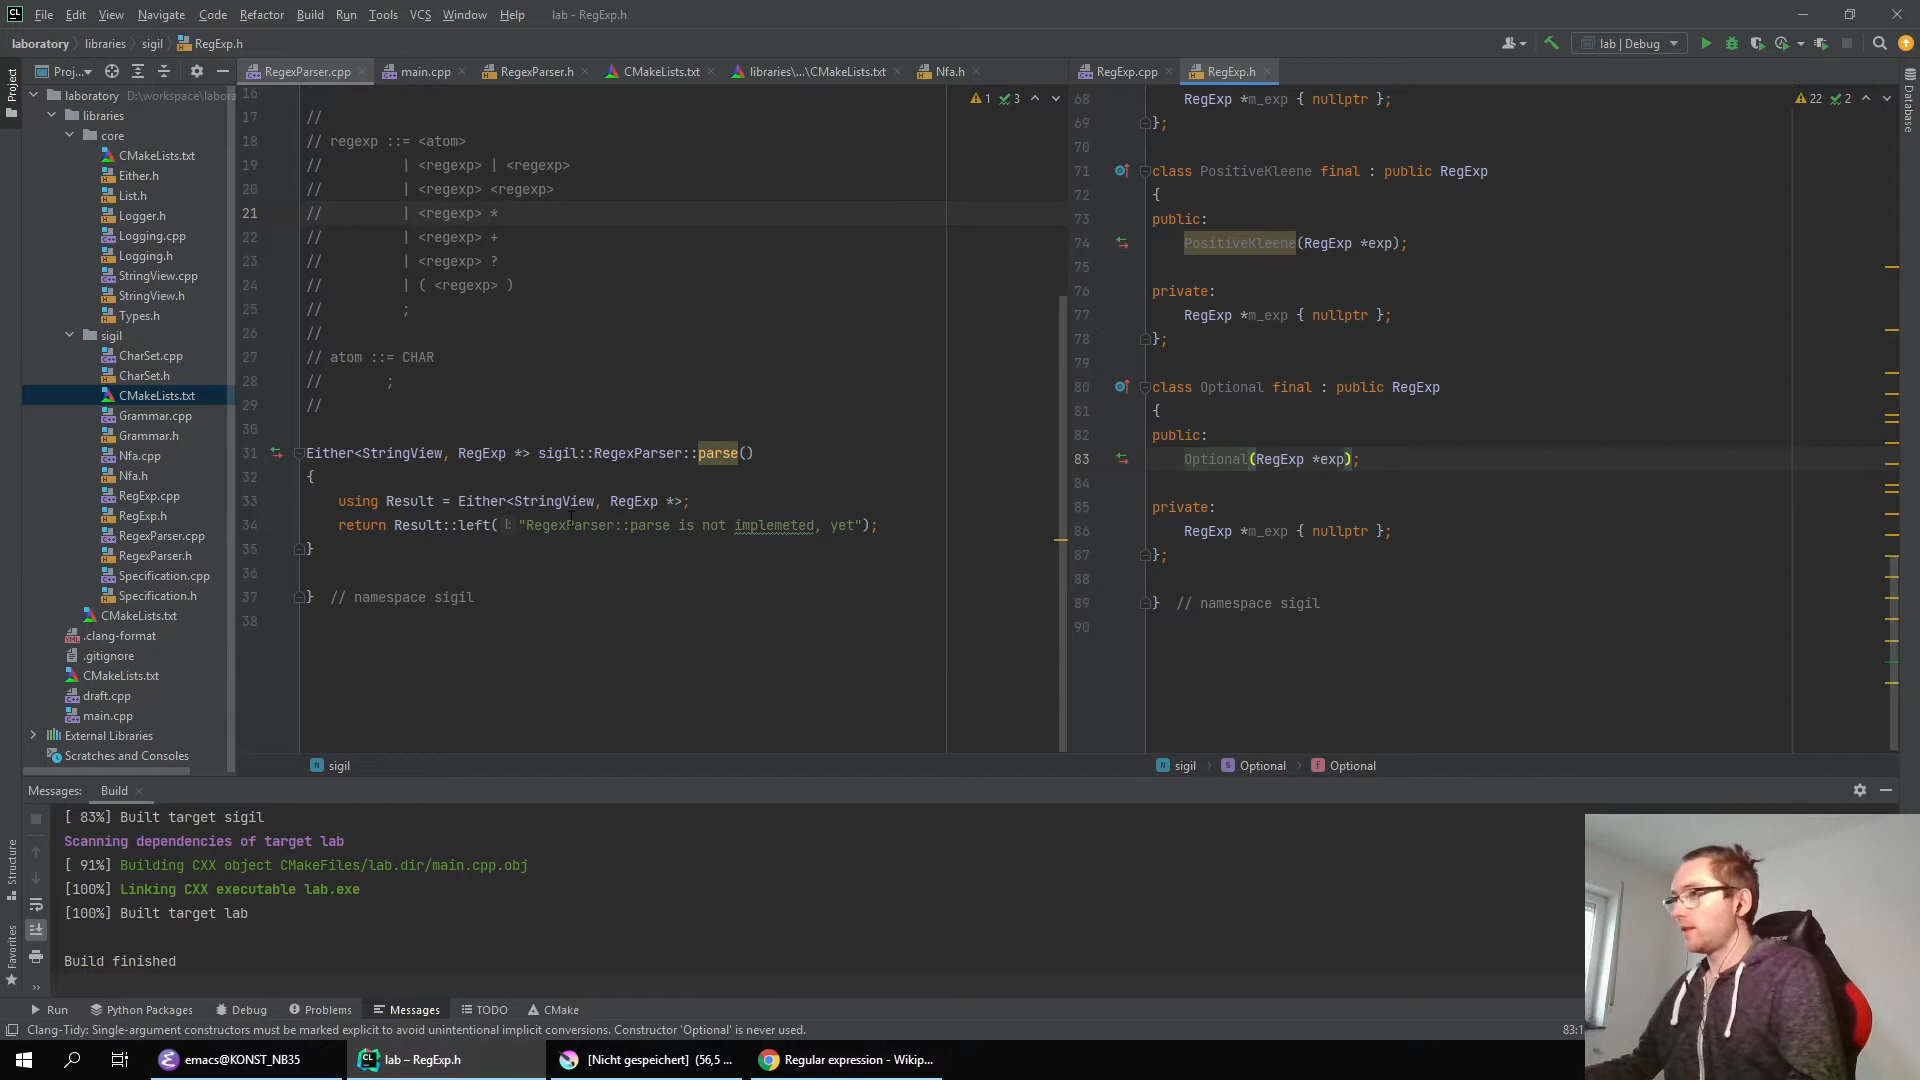 File Edit View Navigate Code Refactor Build Run Tools VCS Window Help lab - RegExp.h
laboratory libraries sigil RegExp.h lab | Debug
Project Proj... RegexParser.cpp main.cpp RegexParser.h CMakeLists.txt libraries\...\CMakeLists.txt Nfa.h RegExp.cpp RegExp.h Database
laboratory D:\workspace\labora
libraries
core
CMakeLists.txt
Either.h
List.h
Logger.h
Logging.cpp
Logging.h
StringView.cpp
StringView.h
Types.h
sigil
CharSet.cpp
CharSet.h
CMakeLists.txt
Grammar.cpp
Grammar.h
Nfa.cpp
Nfa.h
RegExp.cpp
RegExp.h
RegexParser.cpp
RegexParser.h
Specification.cpp
Specification.h
CMakeLists.txt
.clang-format
.gitignore
CMakeLists.txt
draft.cpp
main.cpp
External Libraries
Scratches and Consoles
1 3
16
17 //
18 // regexp ::= <atom>
19 // | <regexp> | <regexp>
20 // | <regexp> <regexp>
21 // | <regexp> *
22 // | <regexp> +
23 // | <regexp> ?
24 // | ( <regexp> )
25 // ;
26 //
27 // atom ::= CHAR
28 // ;
29 //
30
31 Either<StringView, RegExp *> sigil::RegexParser::parse()
32 {
33 using Result = Either<StringView, RegExp *>;
34 return Result::left( l: "RegexParser::parse is not implemeted, yet");
35 }
36
37 } // namespace sigil
38
sigil
22 2
68 RegExp *m_exp { nullptr };
69 };
70
71 class PositiveKleene final : public RegExp
72 {
73 public:
74 PositiveKleene(RegExp *exp);
75
76 private:
77 RegExp *m_exp { nullptr };
78 };
79
80 class Optional final : public RegExp
81 {
82 public:
83 Optional(RegExp *exp);
84
85 private:
86 RegExp *m_exp { nullptr };
87 };
88
89 } // namespace sigil
90
sigil Optional Optional
Messages: Build
[ 83%] Built target sigil
Scanning dependencies of target lab
[ 91%] Building CXX object CMakeFiles/lab.dir/main.cpp.obj
[100%] Linking CXX executable lab.exe
[100%] Built target lab
Build finished
Structure
Favorites
Run Python Packages Debug Problems Messages TODO CMake
Clang-Tidy: Single-argument constructors must be marked explicit to avoid unintentional implicit conversions. Constructor 'Optional' is never used. 83:1
emacs@KONST_NB35 lab – RegExp.h [Nicht gespeichert] (56,5 ... Regular expression - Wikip...